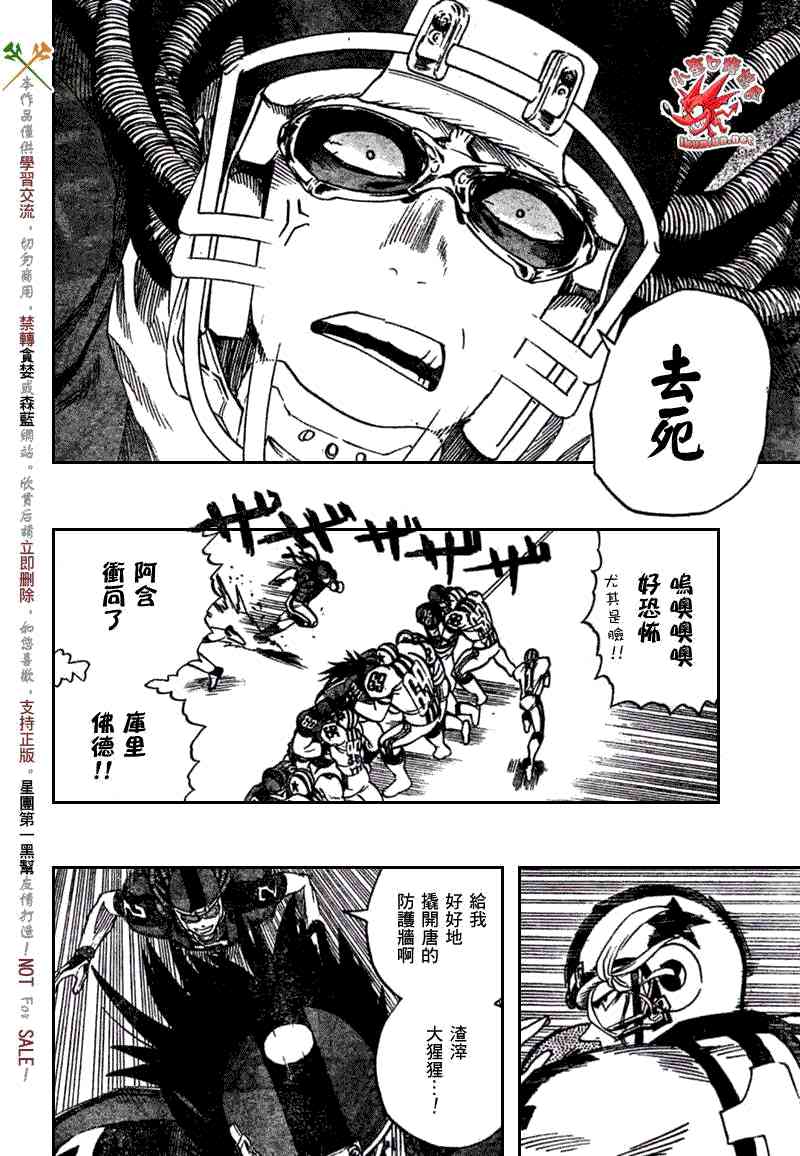 去死
嗚噢噢噢
好恐怖
尤其是臉!!
ザザザザ
阿含
衝向了
庫里
佛德!!
給我
好好地
撬開唐的
防護牆啊
渣滓
大猩猩…!
本作品僅供學習交流，切勿商用，禁轉貪婪或森藍網站。欣賞后請立即刪除，如您喜歡，支持正版。星團第一黑幫友情打造！NOT For SALE~